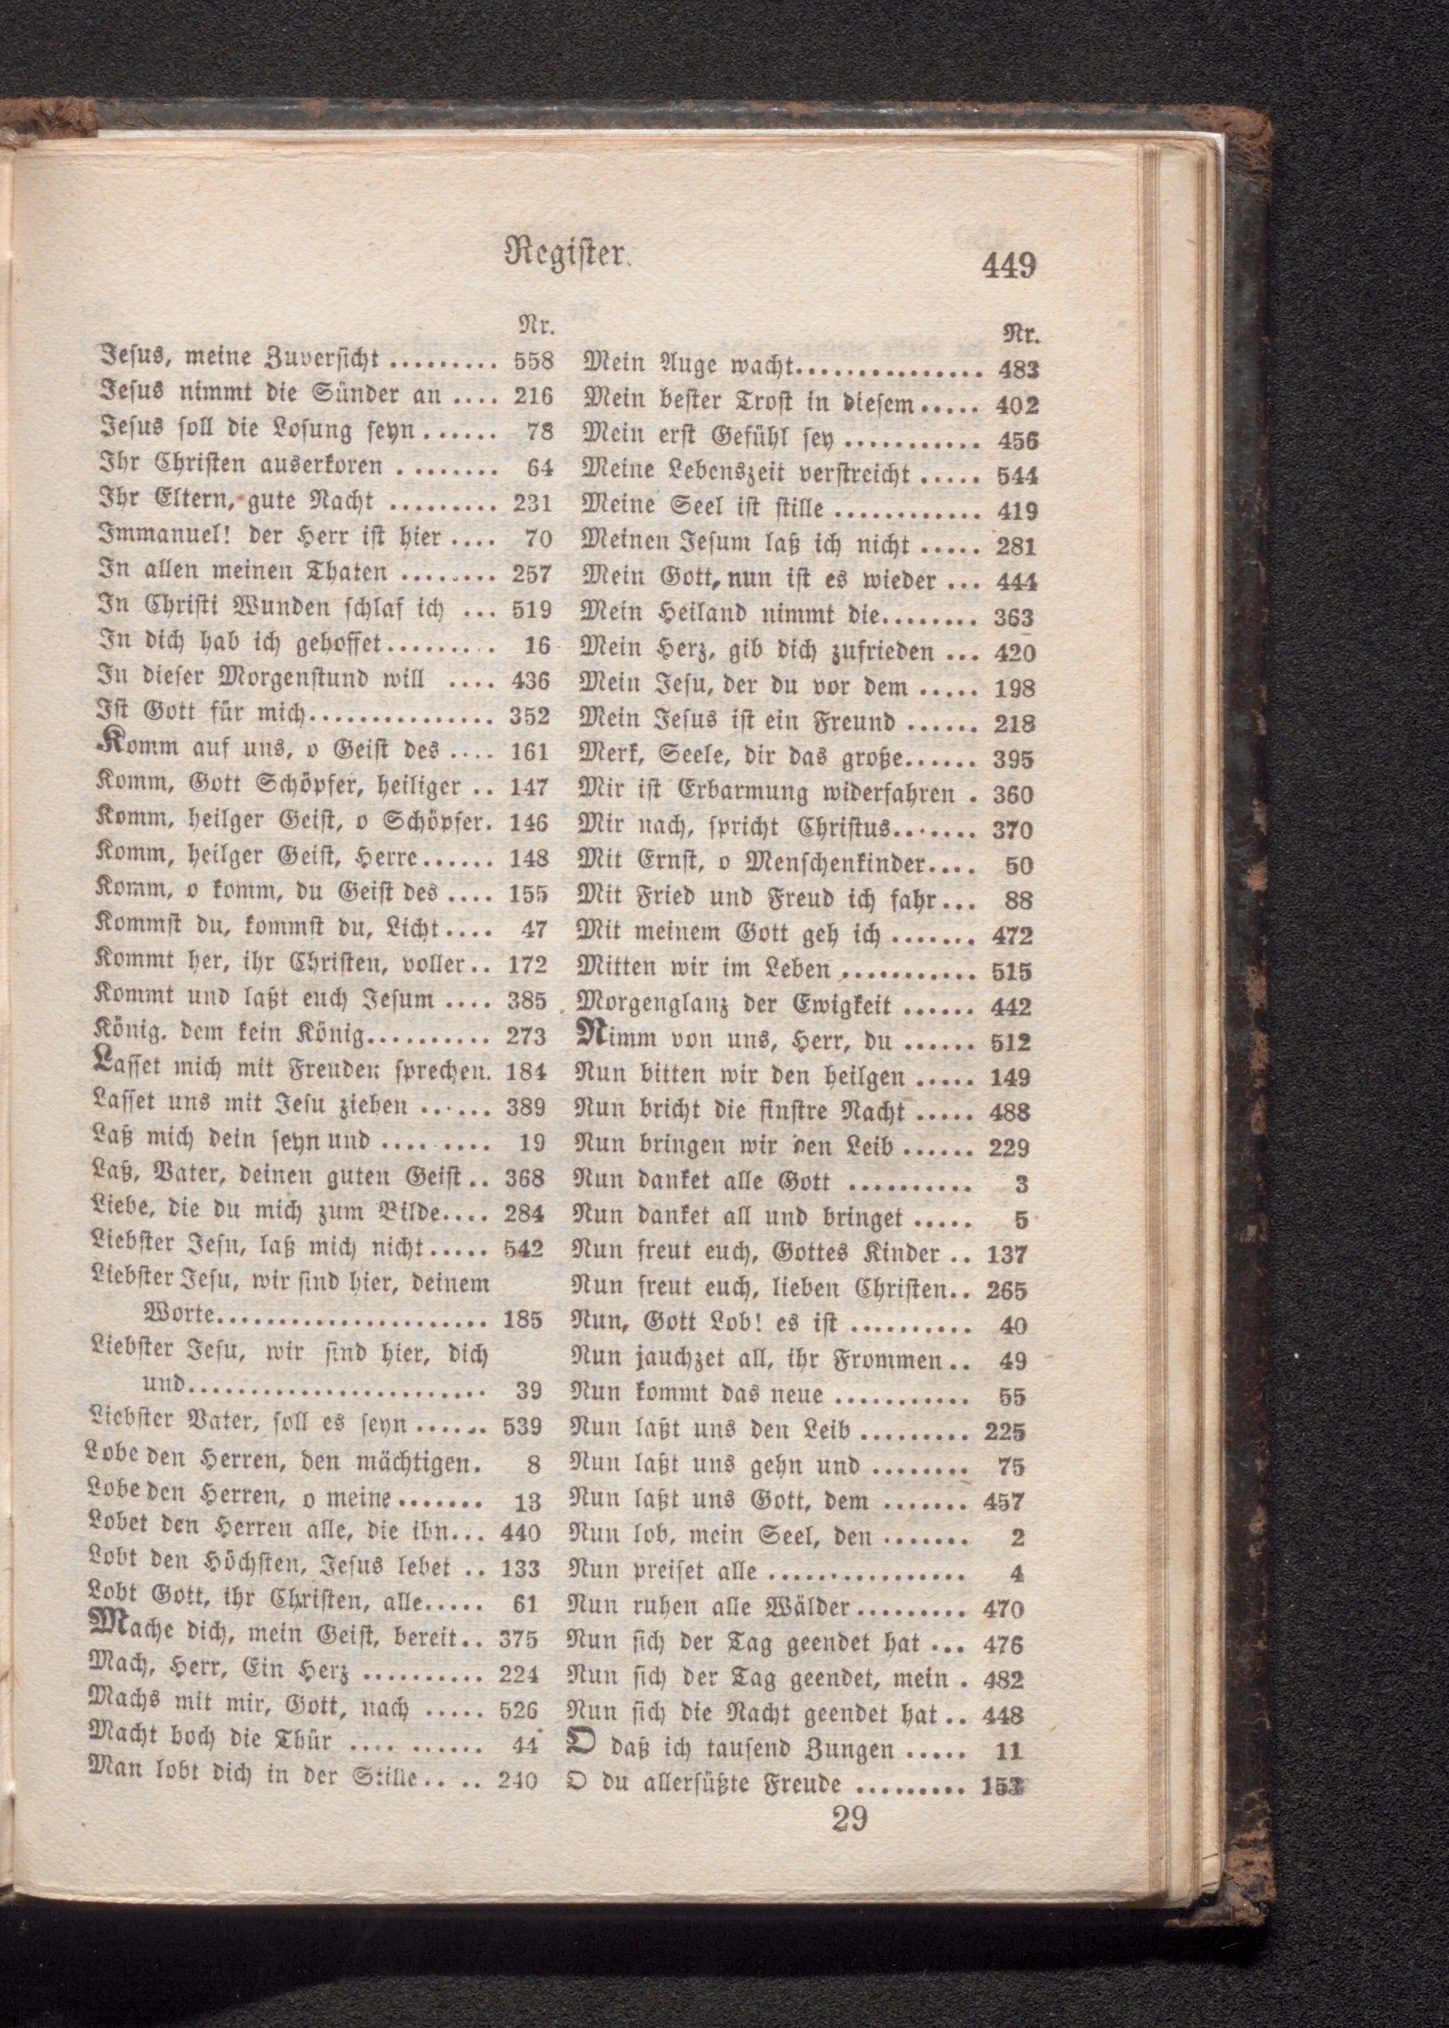 Register.
449
Nr.
Jesus, meine Zuversicht ......... 558
Jesus nimmt die Sünder an .... 216
Jesus soll die Losung seyn ...... 78
Ihr Christen auserkoren ........ 64
Ihr Eltern, gute Nacht ......... 231
Immanuel! der Herr ist hier .... 70
In allen meinen Thaten ........ 257
In Christi Wunden schlaf ich ... 519
In dich hab ich gehoffet......... 16
In dieser Morgenstund will .... 436
Ist Gott für mich............... 352
Komm auf uns, o Geist des .... 161
Komm, Gott Schöpfer, heiliger .. 147
Komm, heilger Geist, o Schöpfer. 146
Komm, heilger Geist, Herre...... 148
Komm, o komm, du Geist des .... 155
Kommst du, kommst du, Licht.... 47
Kommt her, ihr Christen, voller.. 172
Kommt und laßt euch Jesum .... 385
König, dem kein König.......... 273
Lasset mich mit Freuden sprechen. 184
Lasset uns mit Jesu ziehen ...... 389
Laß mich dein seyn und ........ 19
Laß, Vater, deinen guten Geist.. 368
Liebe, die du mich zum Bilde.... 284
Liebster Jesu, laß mich nicht..... 542
Liebster Jesu, wir sind hier, deinem
Worte...................... 185
Liebster Jesu, wir sind hier, dich
und........................ 39
Liebster Vater, soll es seyn ...... 539
Lobe den Herren, den mächtigen. 8
Lobe den Herren, o meine ....... 13
Lobet den Herren alle, die ihn... 440
Lobt den Höchsten, Jesus lebet .. 133
Lobt Gott, ihr Christen, alle..... 61
Mache dich, mein Geist, bereit.. 375
Mach, Herr, Ein Herz .......... 224
Machs mit mir, Gott, nach ..... 526
Macht hoch die Thür .... ...... 44
Man lobt dich in der Stille.. .. 240
Nr.
Mein Auge wacht............... 483
Mein bester Trost in diesem..... 402
Mein erst Gefühl sey ........... 456
Meine Lebenszeit verstreicht ..... 544
Meine Seel ist stille ............ 419
Meinen Jesum laß ich nicht ..... 281
Mein Gott, nun ist es wieder ... 444
Mein Heiland nimmt die........ 363
Mein Herz, gib dich zufrieden ... 420
Mein Jesu, der du vor dem ..... 198
Mein Jesus ist ein Freund ...... 218
Merk, Seele, dir das große...... 395
Mir ist Erbarmung widerfahren . 360
Mir nach, spricht Christus....... 370
Mit Ernst, o Menschenkinder.... 50
Mit Fried und Freud ich fahr... 88
Mit meinem Gott geh ich ....... 472
Mitten wir im Leben ........... 515
Morgenglanz der Ewigkeit ...... 442
Nimm von uns, Herr, du ...... 512
Nun bitten wir den heilgen ..... 149
Nun bricht die finstre Nacht ..... 488
Nun bringen wir den Leib ...... 229
Nun danket alle Gott .......... 3
Nun danket all und bringet ..... 5
Nun freut euch, Gottes Kinder .. 137
Nun freut euch, lieben Christen.. 265
Nun, Gott Lob! es ist .......... 40
Nun jauchzet all, ihr Frommen.. 49
Nun kommt das neue ........... 55
Nun laßt uns den Leib ......... 225
Nun laßt uns gehn und ........ 75
Nun laßt uns Gott, dem ....... 457
Nun lob, mein Seel, den ....... 2
Nun preiset alle ................ 4
Nun ruhen alle Wälder......... 470
Nun sich der Tag geendet hat ... 476
Nun sich der Tag geendet, mein . 482
Nun sich die Nacht geendet hat .. 448
O daß ich tausend Zungen ..... 11
O du allersüßte Freude ......... 153
29